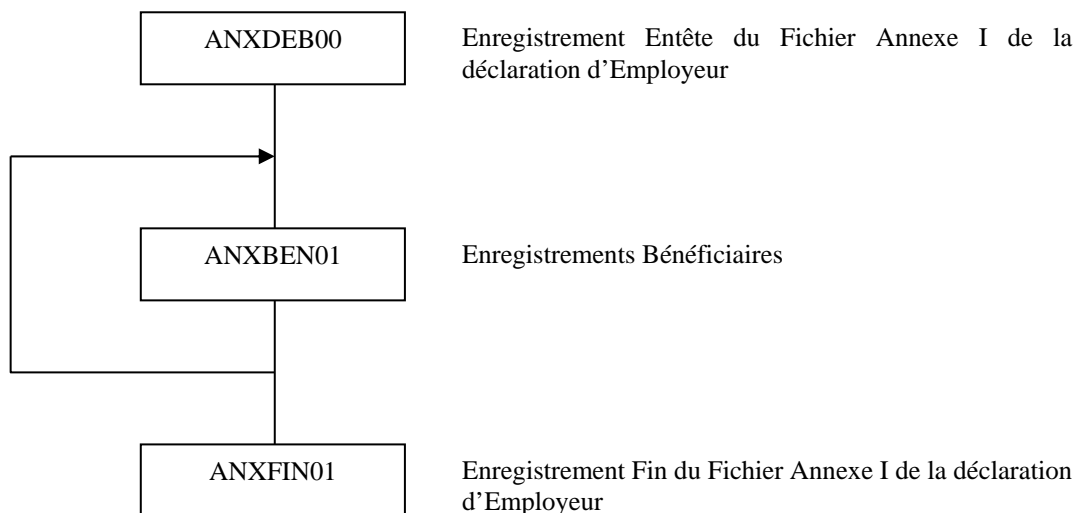 ANXDEB00
Enregistrement Entête du Fichier Annexe I de la
déclaration d’Employeur
ANXBEN01
Enregistrements Bénéficiaires
ANXFIN01
Enregistrement Fin du Fichier Annexe I de la déclaration
d’Employeur